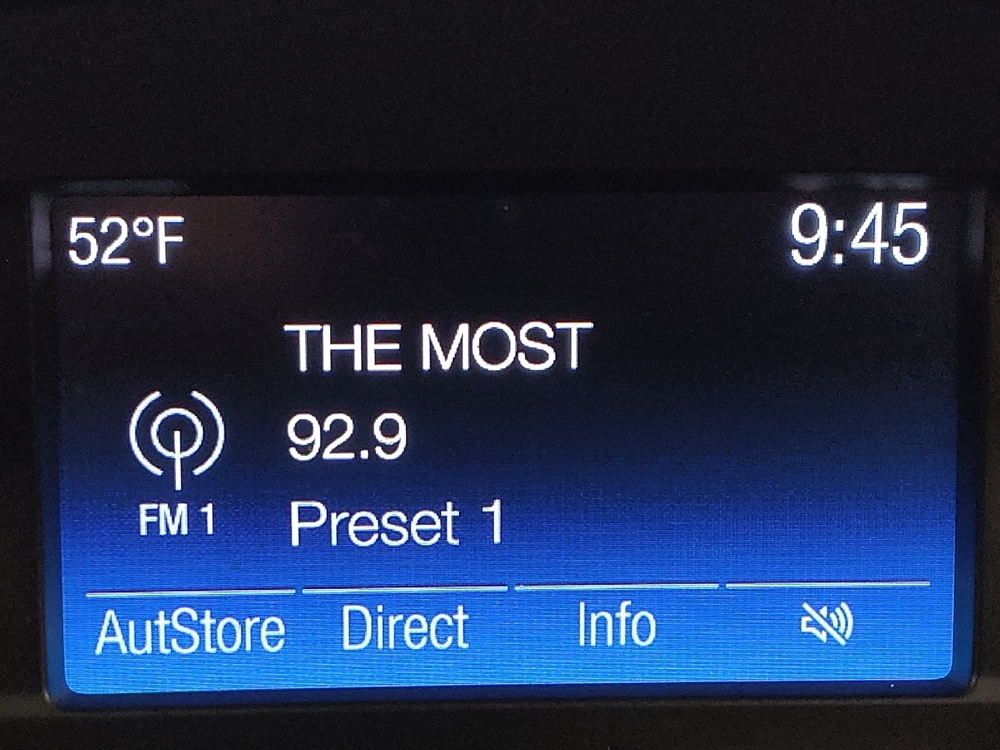 52°F 9:45
THE MOST
92.9
FM 1 Preset 1
AutStore Direct Info